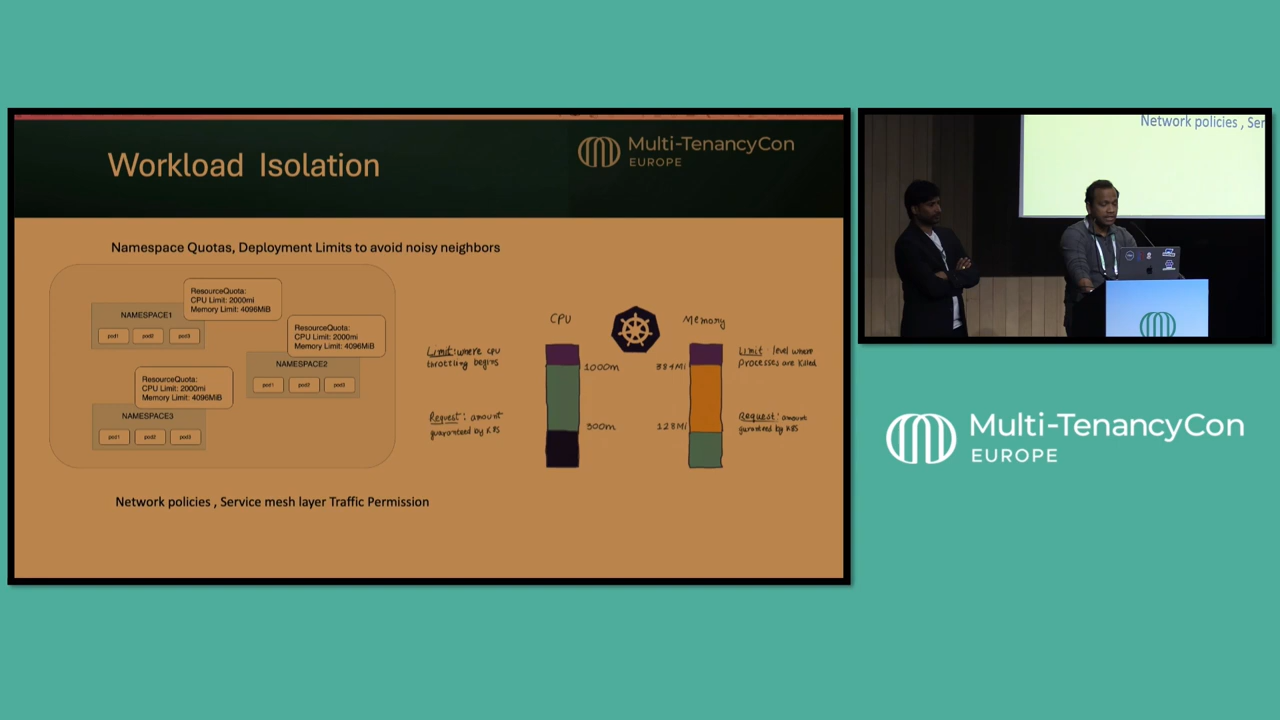 Workload Isolation
Multi-TenancyCon
EUROPE
Namespace Quotas, Deployment Limits to avoid noisy neighbors
ResourceQuota:
CPU Limit: 2000mi
Memory Limit: 4096MiB
NAMESPACE1
pod1 pod2 pod3
ResourceQuota:
CPU Limit: 2000mi
Memory Limit: 4096MiB
NAMESPACE2
pod1 pod2 pod3
ResourceQuota:
CPU Limit: 2000mi
Memory Limit: 4096MiB
NAMESPACE3
pod1 pod2 pod3
CPU
Memory
Limit: where cpu
throttling begins
1000m
384Mi
Limit: level where
processes are killed
Request: amount
guaranteed by K8S
500m
128Mi
Request: amount
guranteed by K8S
Network policies , Service mesh layer Traffic Permission
Network policies , Ser
Multi-TenancyCon
EUROPE